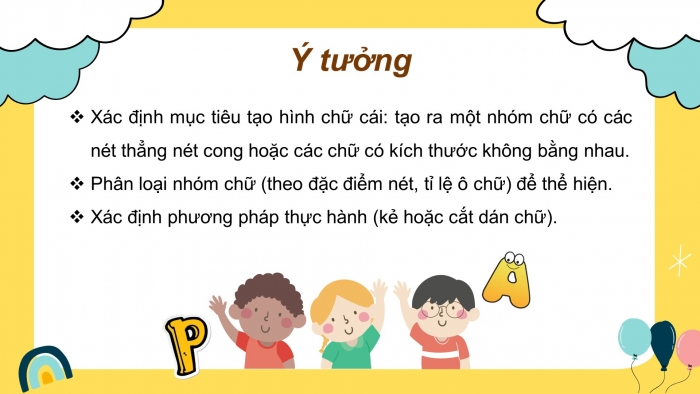 Ý tưởng
❖ Xác định mục tiêu tạo hình chữ cái: tạo ra một nhóm chữ có các
nét thẳng nét cong hoặc các chữ có kích thước không bằng nhau.
❖ Phân loại nhóm chữ (theo đặc điểm nét, tỉ lệ ô chữ) để thể hiện.
❖ Xác định phương pháp thực hành (kẻ hoặc cắt dán chữ).
A
P